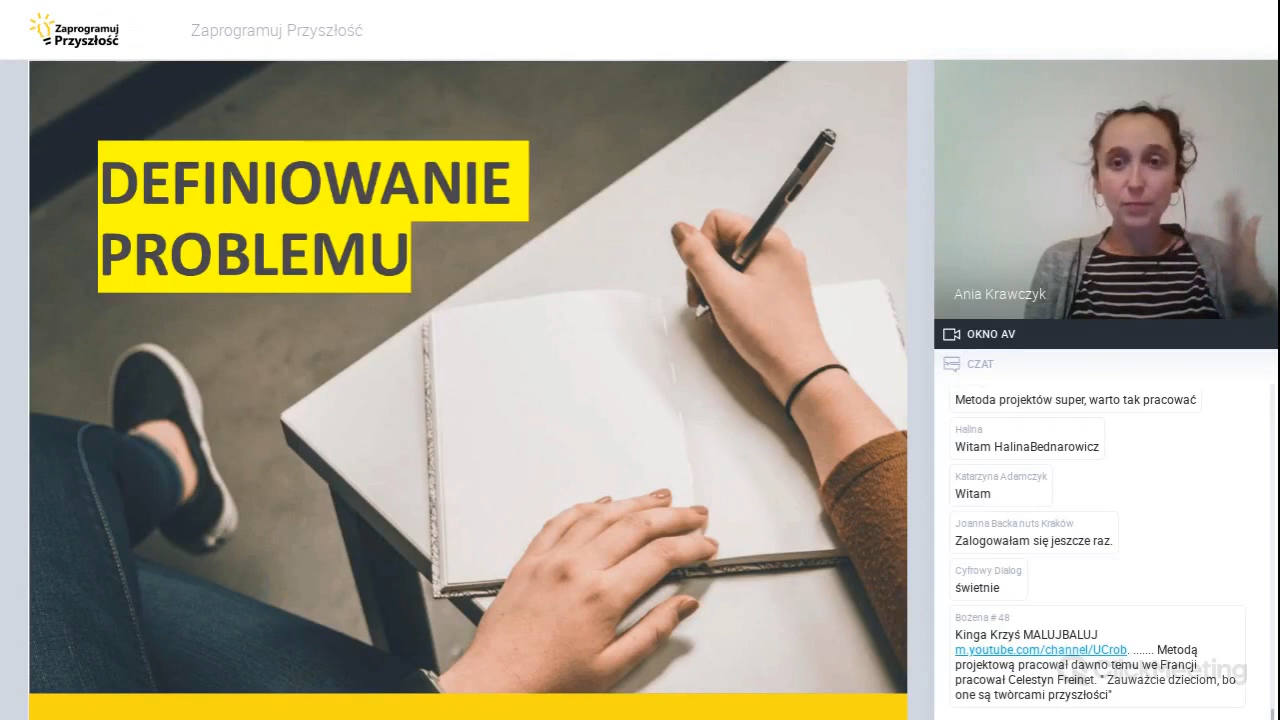 Zaprogramuj
Przyszłość
Zaprogramuj Przyszłość
DEFINIOWANIE
PROBLEMU
Ania Krawczyk
OKNO AV
CZAT
Metoda projektów super, warto tak pracować
Halina
Witam HalinaBednarowicz
Katarzyna Adamczyk
Witam
Joanna Backa nuts Kraków
Zalogowałam się jeszcze raz.
Cyfrowy Dialog
świetnie
Bożena # 48
Kinga Krzyś MALUJBALUJ
m.youtube.com/channel/UCrob. ....... Metodą
projektową pracował dawno temu we Francji
pracował Celestyn Freinet. " Zauważcie dzieciom, bo
one są twòrcami przyszłości"